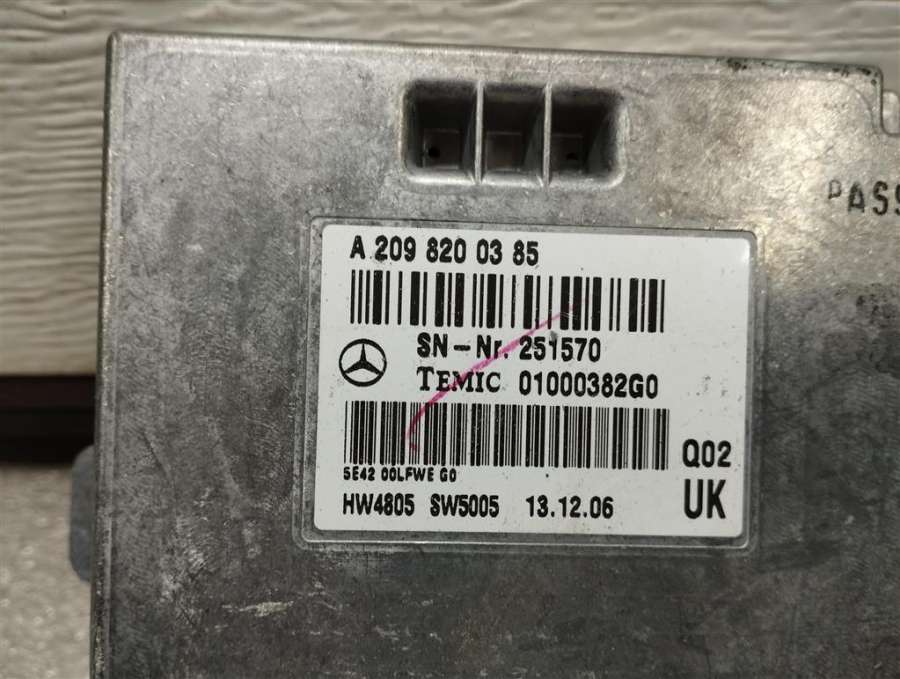 PASS
A 209 820 03 85
SN-Nr. 251570
TEMIC 01000382G0
5E42 00LFWE G0
Q02
HW4805 SW5005 13.12.06
UK